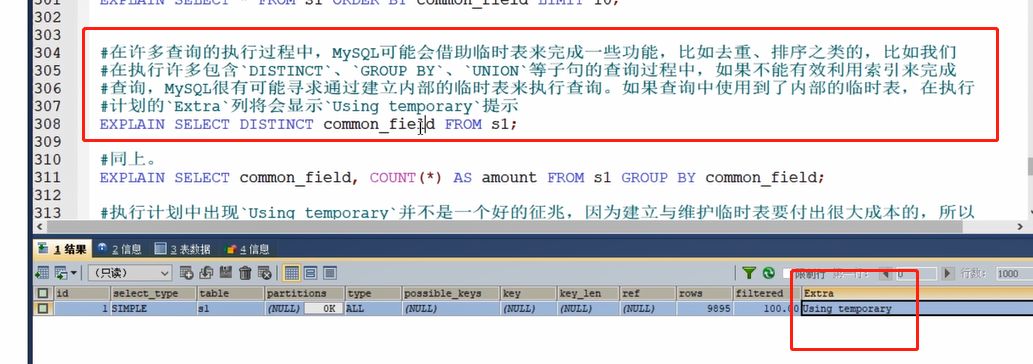 301 EXPLAIN SELECT * FROM s1 ORDER BY common_field LIMIT 10;
302
303
304 #在许多查询的执行过程中，MySQL可能会借助临时表来完成一些功能，比如去重、排序之类的，比如我们
305 #在执行许多包含`DISTINCT`、`GROUP BY`、`UNION`等子句的查询过程中，如果不能有效利用索引来完成
306 #查询，MySQL很有可能寻求通过建立内部的临时表来执行查询。如果查询中使用到了内部的临时表，在执行
307 #计划的`Extra`列将会显示`Using temporary`提示
308 EXPLAIN SELECT DISTINCT common_field FROM s1;
309
310 #同上。
311 EXPLAIN SELECT common_field, COUNT(*) AS amount FROM s1 GROUP BY common_field;
312
313 #执行计划中出现`Using temporary`并不是一个好的征兆，因为建立与维护临时表要付出很大成本的，所以
1 结果 2 信息 3 表数据 4 信息
（只读） 限制行 第一行: 0 行数: 1000
id select_type table partitions type possible_keys key key_len ref rows filtered Extra
1 SIMPLE s1 (NULL) 0K ALL (NULL) (NULL) (NULL) (NULL) 9895 100.00 Using temporary